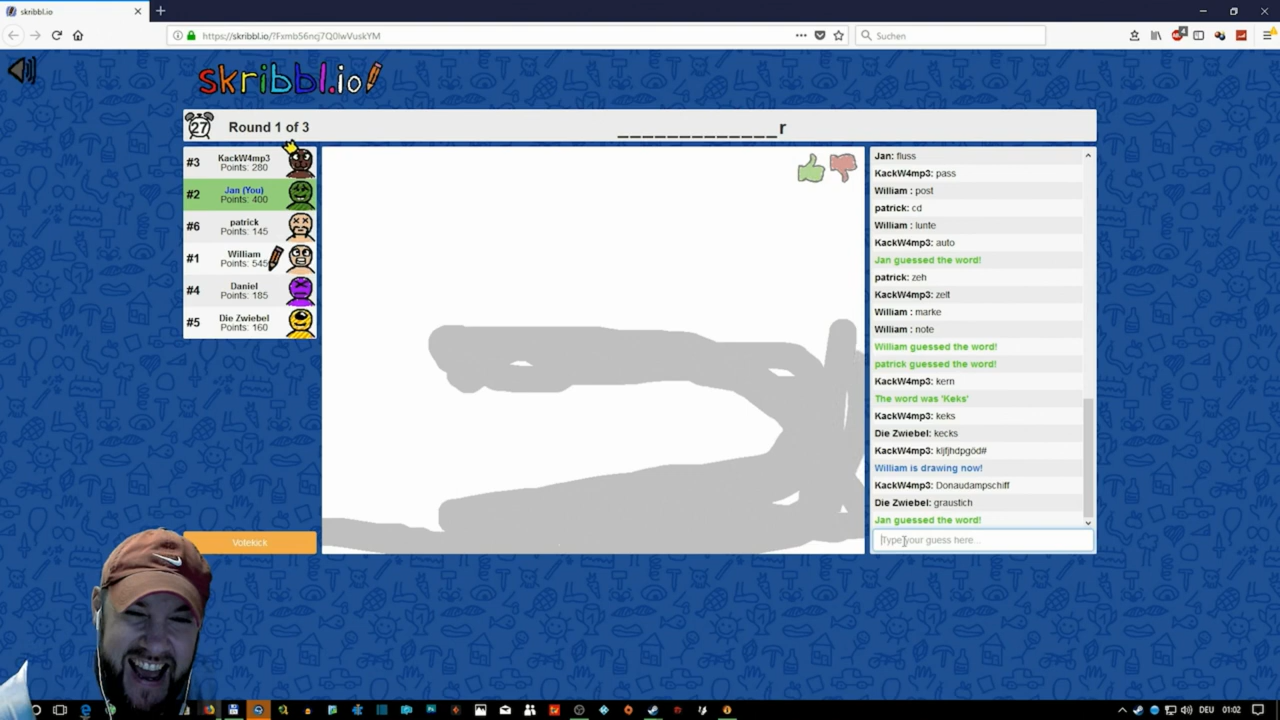 skribbl.io
https://skribbl.io/?Fxmb56ncj7Q0lwVuskYM
Suchen
skribbl.io
27
Round 1 of 3
_____________r
#3
KackW4mp3
Points: 280
#2
Jan (You)
Points: 400
#6
patrick
Points: 145
#1
William
Points: 545
#4
Daniel
Points: 185
#5
Die Zwiebel
Points: 160
Votekick
Jan: fluss
KackW4mp3: pass
William : post
patrick: cd
William : lunte
KackW4mp3: auto
Jan guessed the word!
patrick: zeh
KackW4mp3: zelt
William : marke
William : note
William guessed the word!
patrick guessed the word!
KackW4mp3: kern
The word was 'Keks'
KackW4mp3: keks
Die Zwiebel: kecks
KackW4mp3: kljfjhdpgöd#
William is drawing now!
KackW4mp3: Donaudampschiff
Die Zwiebel: graustich
Jan guessed the word!
Type your guess here...
DEU
01:02